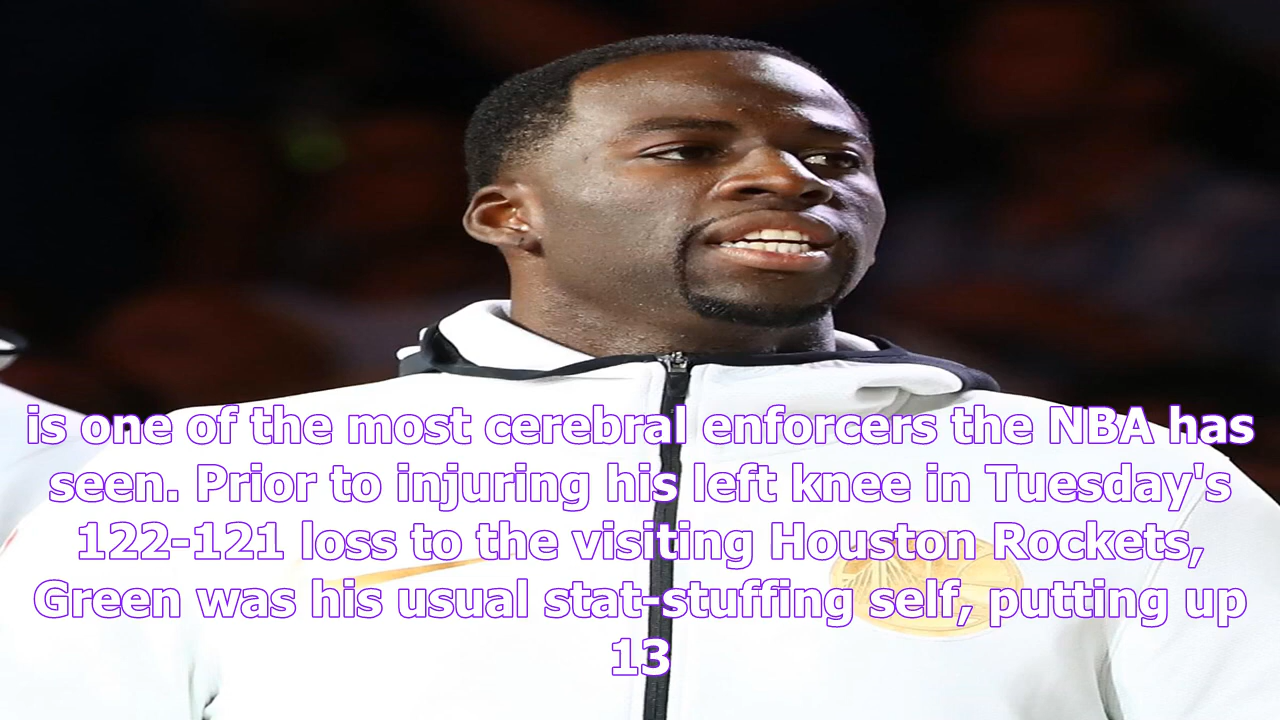 is one of the most cerebral enforcers the NBA has
seen. Prior to injuring his left knee in Tuesday's
122-121 loss to the visiting Houston Rockets,
Green was his usual stat-stuffing self, putting up
13